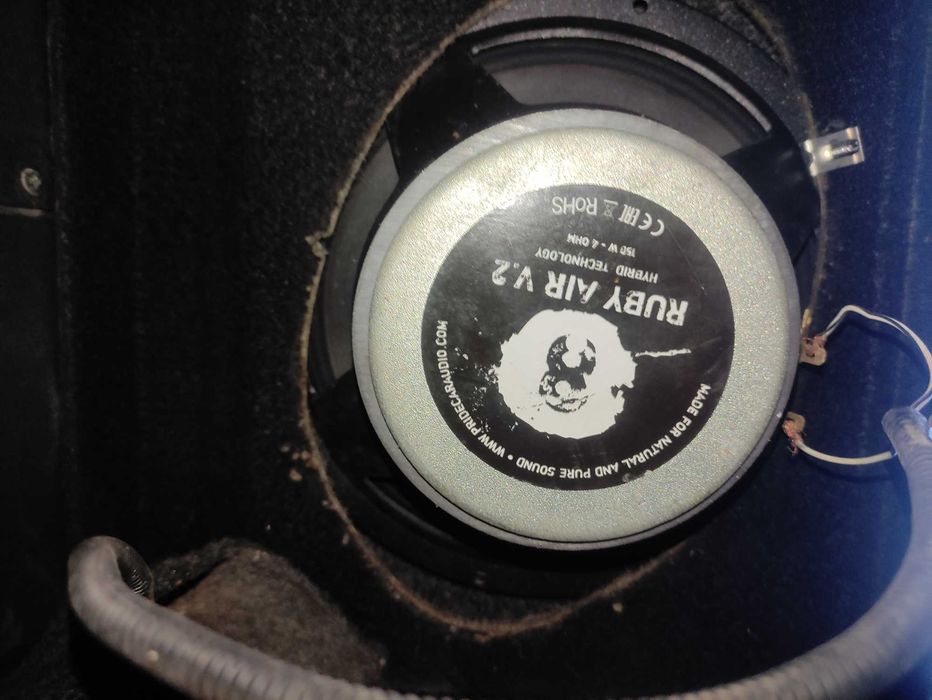 CE EAC RoHS
150 W - 4 OHM
HYBRID TECHNOLOGY
RUBY AIR V.2
8
MADE FOR NATURAL AND PURE SOUND • WWW.PRIDECARAUDIO.COM